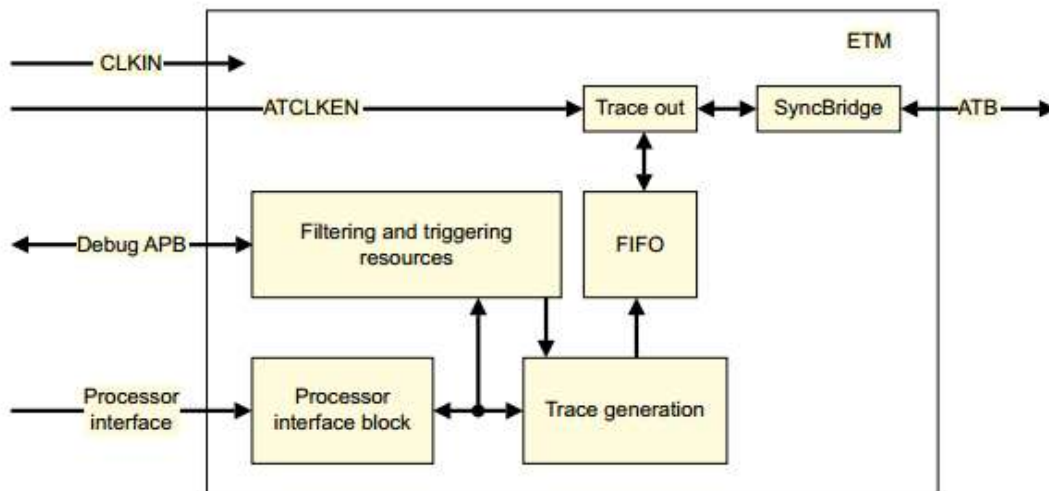 ETM
CLKIN
ATCLKEN
Trace out
SyncBridge
ATB
Debug APB
Filtering and triggering
resources
FIFO
Processor
interface
Processor
interface block
Trace generation